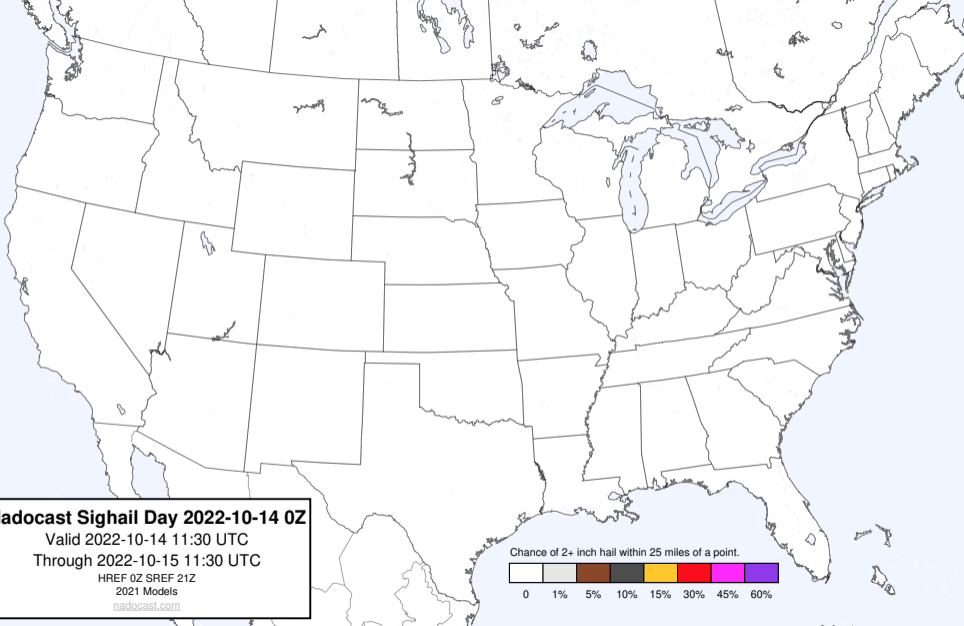 adocast Sighail Day 2022-10-14 0Z
Valid 2022-10-14 11:30 UTC
Through 2022-10-15 11:30 UTC
HREF 0Z SREF 21Z
2021 Models
nadocast.com
Chance of 2+ inch hail within 25 miles of a point.
0 1% 5% 10% 15% 30% 45% 60%